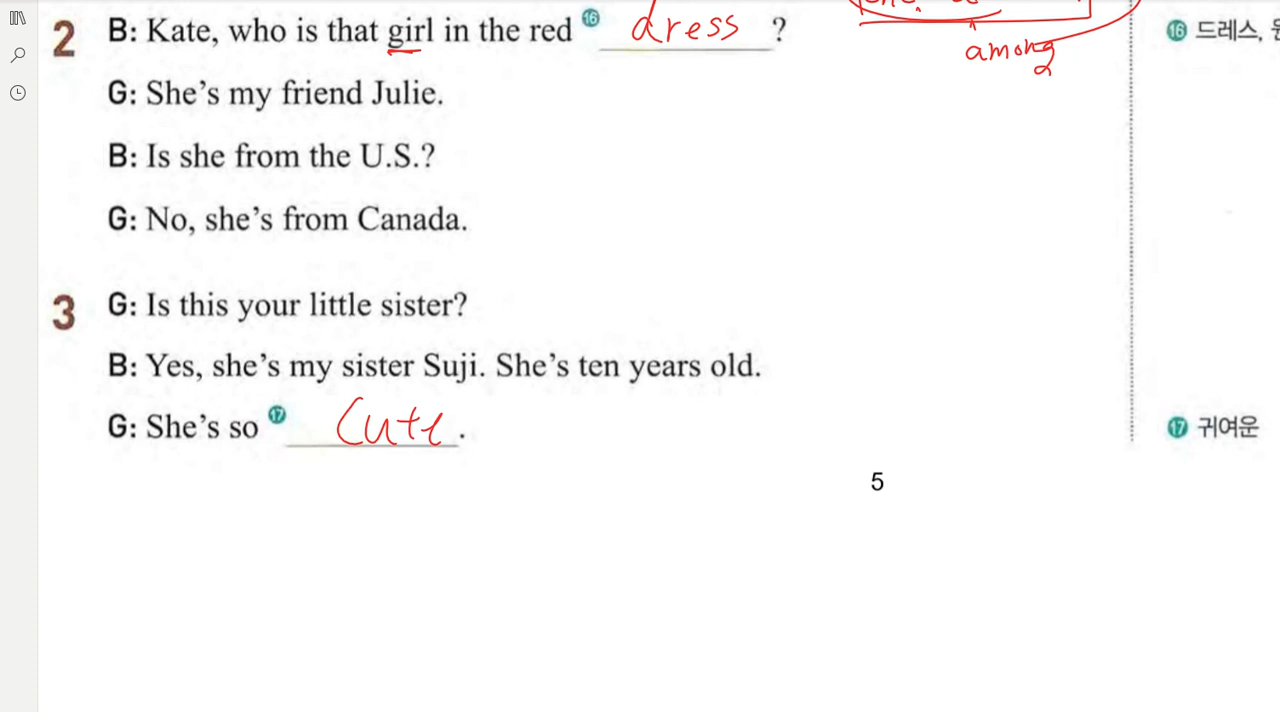 2 B: Kate, who is that girl in the red ⑯ dress ? ⑯ 드레스,
among
G: She's my friend Julie.
B: Is she from the U.S.?
G: No, she's from Canada.
3 G: Is this your little sister?
B: Yes, she's my sister Suji. She's ten years old.
G: She's so ⑰ cute. ⑰ 귀여운
5